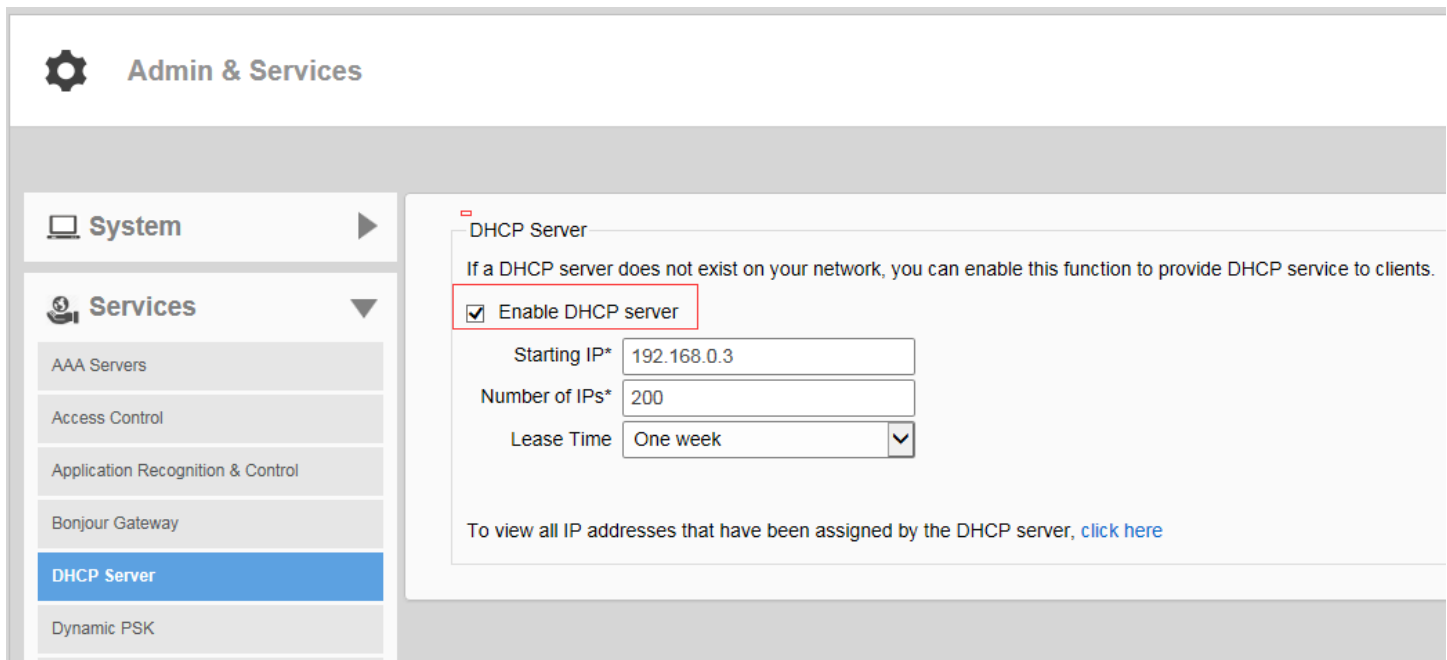 Admin & Services
System
Services
AAA Servers
Access Control
Application Recognition & Control
Bonjour Gateway
DHCP Server
Dynamic PSK
DHCP Server
If a DHCP server does not exist on your network, you can enable this function to provide DHCP service to clients.
Enable DHCP server
Starting IP* 192.168.0.3
Number of IPs* 200
Lease Time One week
To view all IP addresses that have been assigned by the DHCP server, click here